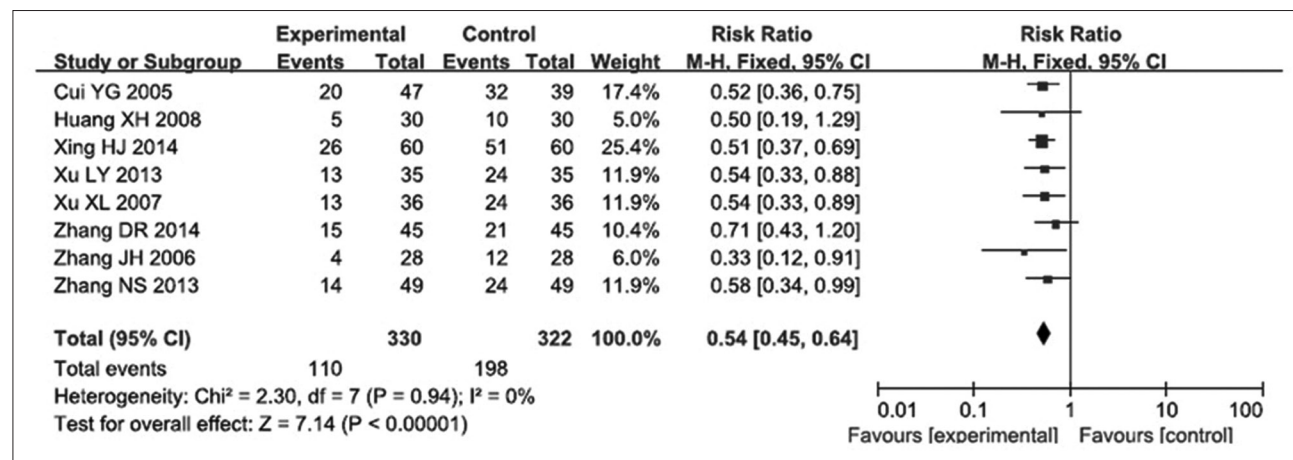 Experimental Control Risk Ratio Risk Ratio
Study or Subgroup Events Total Events Total Weight M-H, Fixed, 95% CI M-H, Fixed, 95% CI
Cui YG 2005 20 47 32 39 17.4% 0.52 [0.36, 0.75]
Huang XH 2008 5 30 10 30 5.0% 0.50 [0.19, 1.29]
Xing HJ 2014 26 60 51 60 25.4% 0.51 [0.37, 0.69]
Xu LY 2013 13 35 24 35 11.9% 0.54 [0.33, 0.88]
Xu XL 2007 13 36 24 36 11.9% 0.54 [0.33, 0.89]
Zhang DR 2014 15 45 21 45 10.4% 0.71 [0.43, 1.20]
Zhang JH 2006 4 28 12 28 6.0% 0.33 [0.12, 0.91]
Zhang NS 2013 14 49 24 49 11.9% 0.58 [0.34, 0.99]
Total (95% CI) 330 322 100.0% 0.54 [0.45, 0.64]
Total events 110 198
Heterogeneity: Chi² = 2.30, df = 7 (P = 0.94); I² = 0%
Test for overall effect: Z = 7.14 (P < 0.00001)
0.01 0.1 1 10 100
Favours [experimental] Favours [control]